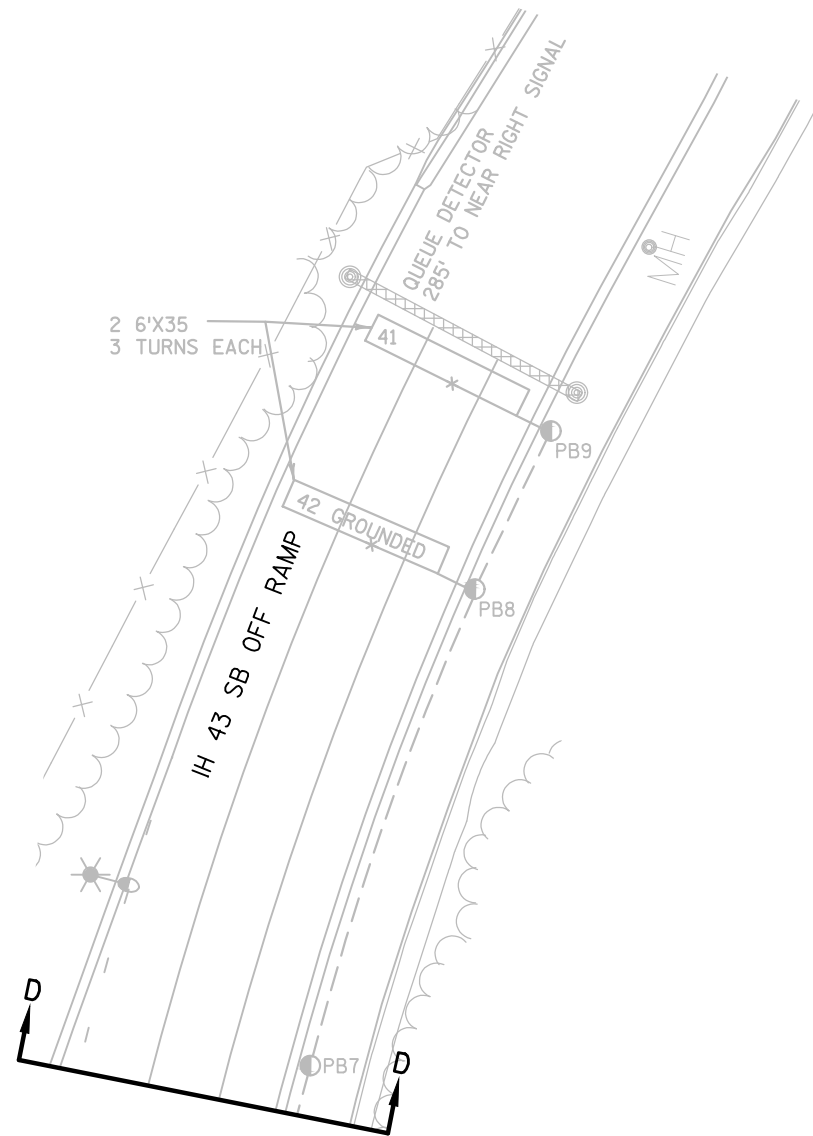 QUEUE DETECTOR
285' TO NEAR RIGHT SIGNAL
MH
2 6'X35
3 TURNS EACH
41
PB9
42 GROUNDED
PB8
IH 43 SB OFF RAMP
D
D
PB7